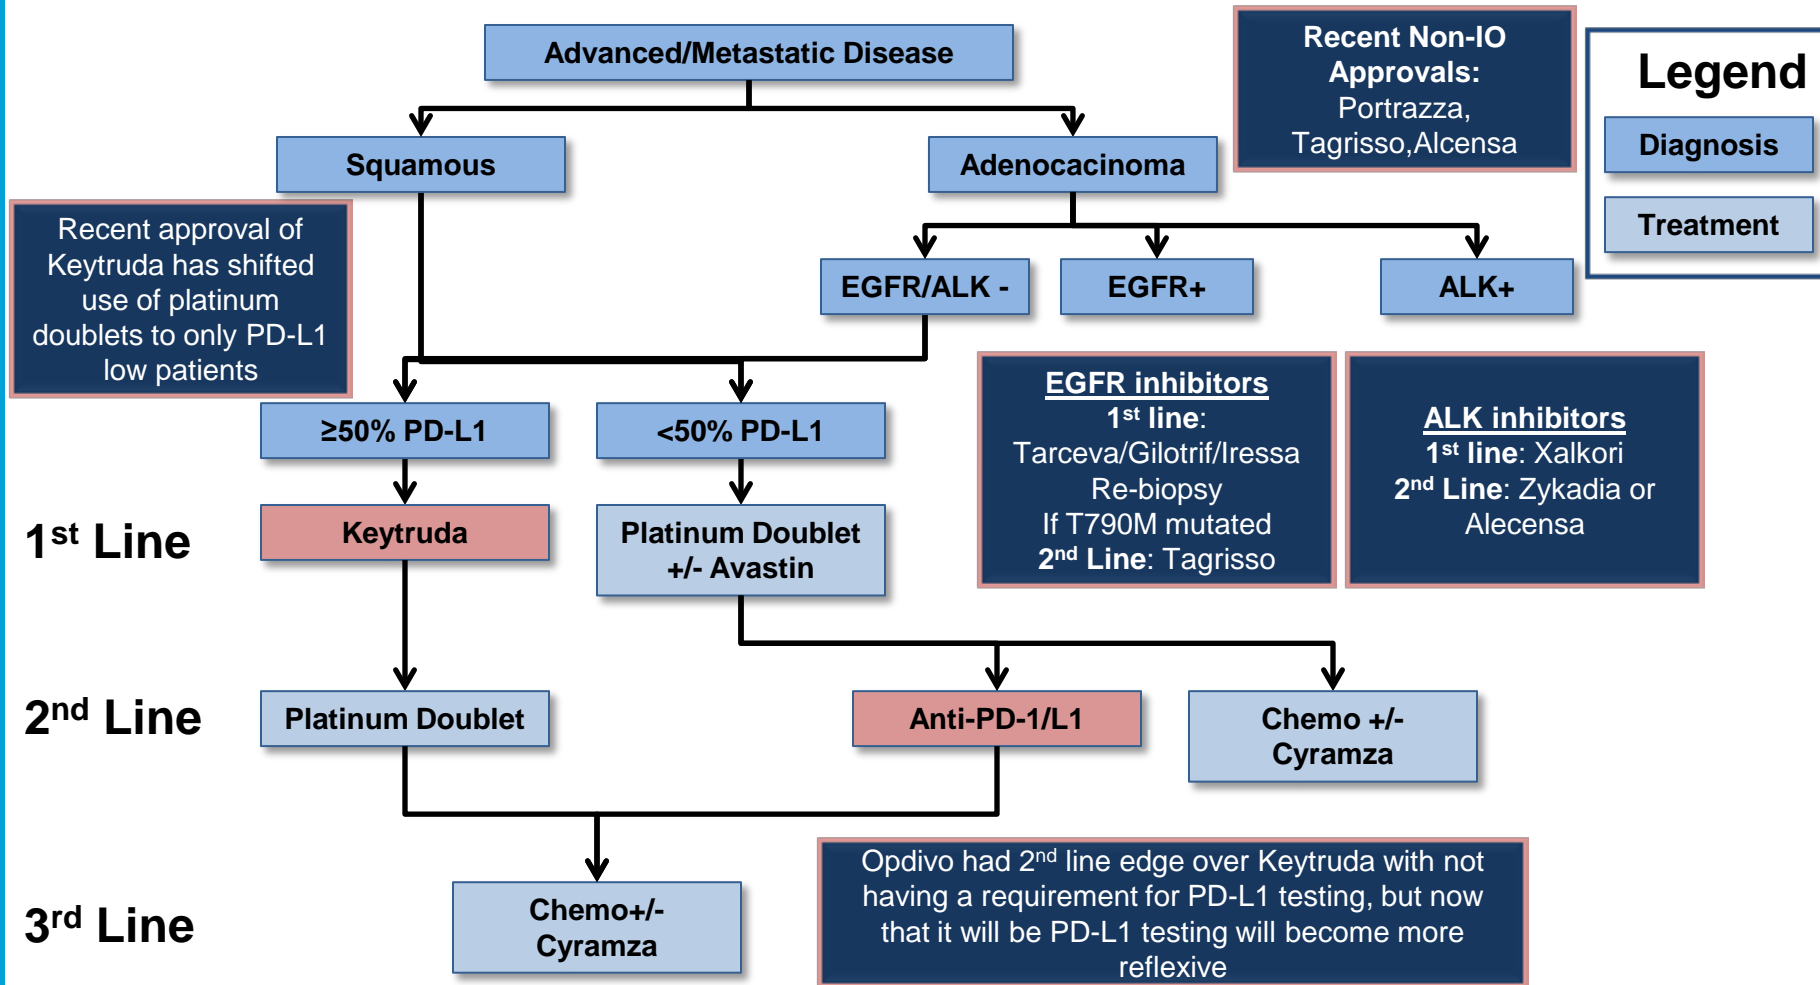 Advanced/Metastatic Disease
Recent Non-IO
Approvals:
Portrazza,
Tagrisso,Alcensa
Legend
Diagnosis
Treatment
Squamous
Adenocacinoma
Recent approval of
Keytruda has shifted
use of platinum
doublets to only PD-L1
low patients
EGFR/ALK -
EGFR+
ALK+
≥50% PD-L1
<50% PD-L1
EGFR inhibitors
1st line:
Tarceva/Gilotrif/Iressa
Re-biopsy
If T790M mutated
2nd Line: Tagrisso
ALK inhibitors
1st line: Xalkori
2nd Line: Zykadia or
Alecensa
1st Line
Keytruda
Platinum Doublet
+/- Avastin
2nd Line
Platinum Doublet
Anti-PD-1/L1
Chemo +/-
Cyramza
3rd Line
Chemo+/-
Cyramza
Opdivo had 2nd line edge over Keytruda with not
having a requirement for PD-L1 testing, but now
that it will be PD-L1 testing will become more
reflexive